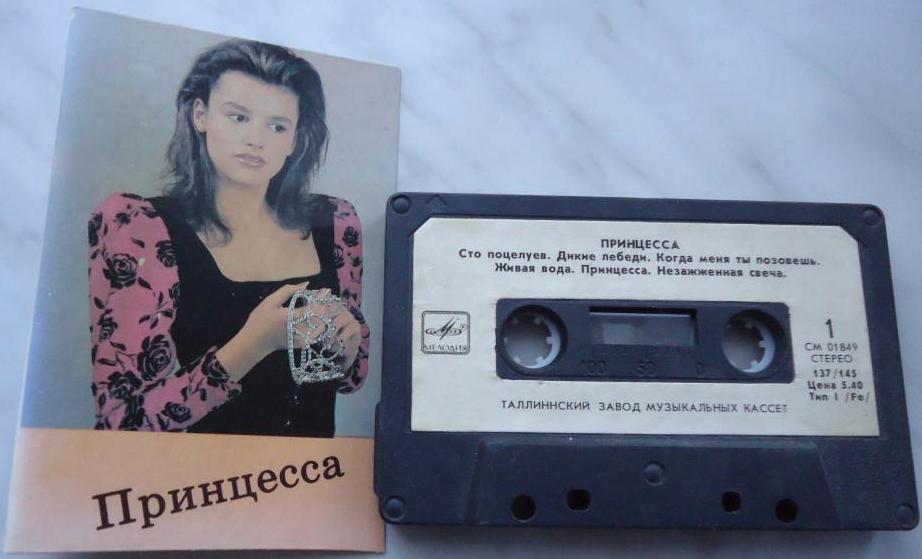 Принцесса
ПРИНЦЕССА
Сто поцелуев. Дикие лебеди. Когда меня ты позовешь.
Живая вода. Принцесса. Незажженная свеча.
МЕЛОДИЯ
1
СМ 01849
СТЕРЕО
137/145
Цена 5.40
Тип I /Fe/
100 50 0
ТАЛЛИННСКИЙ ЗАВОД МУЗЫКАЛЬНЫХ КАССЕТ